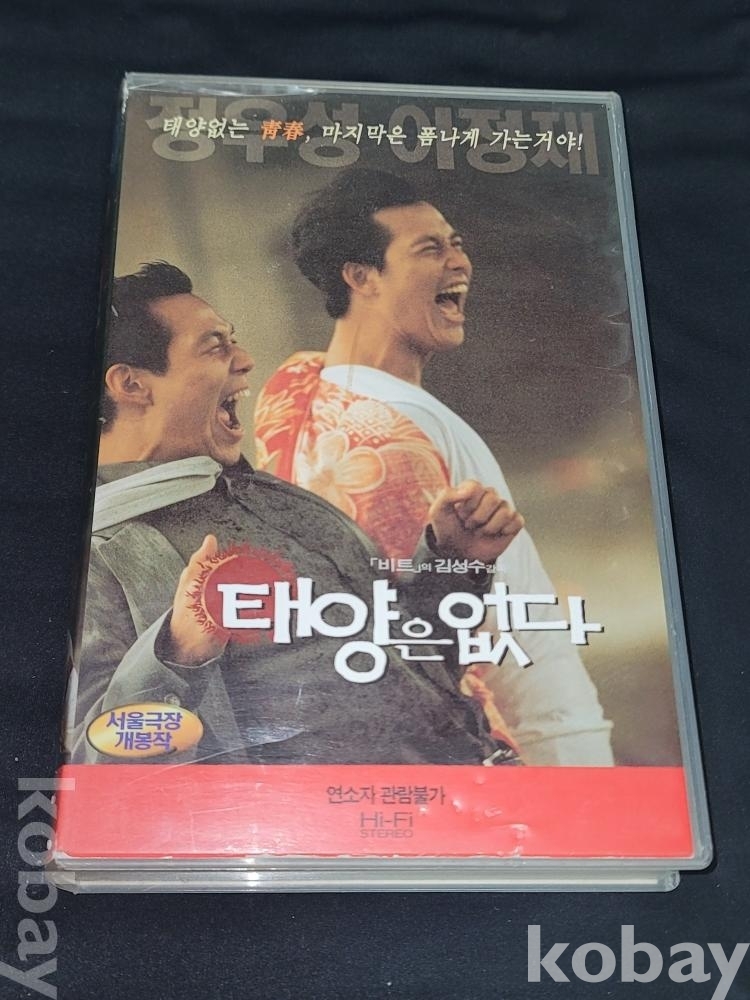 정우성 이정재
태양없는 靑春, 마지막은 폼나게 가는거야!
「비트」의 김성수감독
태양은없다
서울극장
개봉작
연소자 관람불가
Hi-Fi
STEREO
kobay
kobay